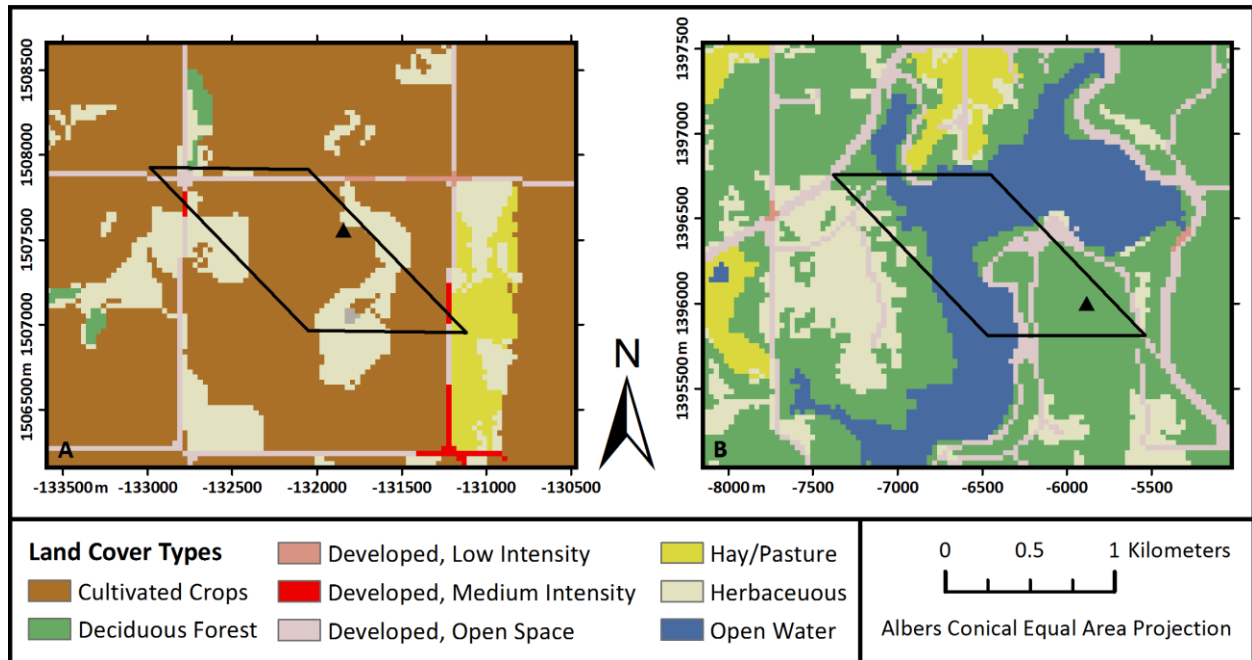 1508500
1508000
1507500
1507000
1506500 m
A
-133500 m -133000 -132500 -132000 -131500 -131000 -130500
N
1397500
1397000
1396500
1396000
1395500 m
B
-8000 m -7500 -7000 -6500 -6000 -5500
Land Cover Types
Cultivated Crops
Deciduous Forest
Developed, Low Intensity
Developed, Medium Intensity
Developed, Open Space
Hay/Pasture
Herbaceuous
Open Water
0 0.5 1 Kilometers
Albers Conical Equal Area Projection